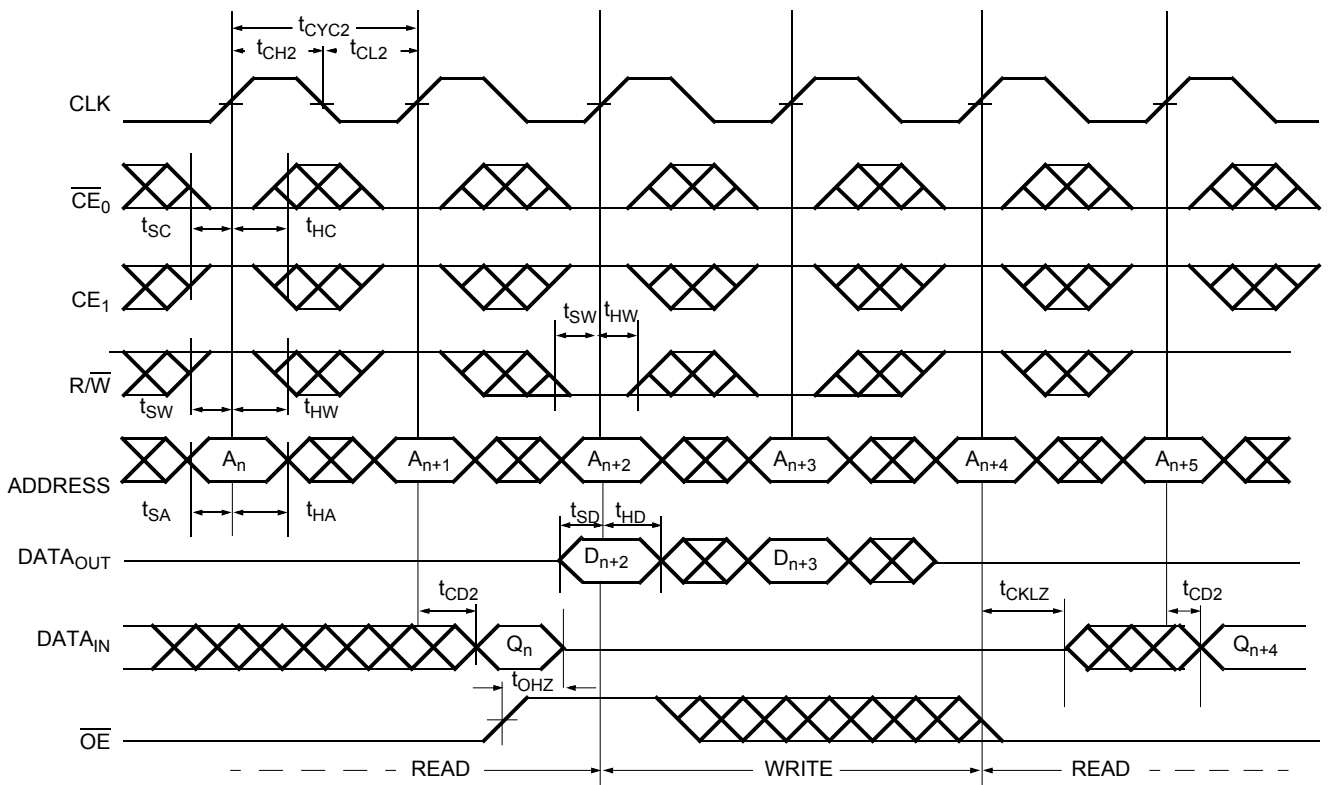 tCYC2
tCH2 tCL2
CLK
CE0
tSC tHC
CE1
tSW tHW
R/W
tSW tHW
An An+1 An+2 An+3 An+4 An+5
ADDRESS
tSA tHA tSD tHD
DATAOUT Dn+2 Dn+3
tCD2 tCKLZ tCD2
DATAIN Qn Qn+4
tOHZ
OE
READ WRITE READ